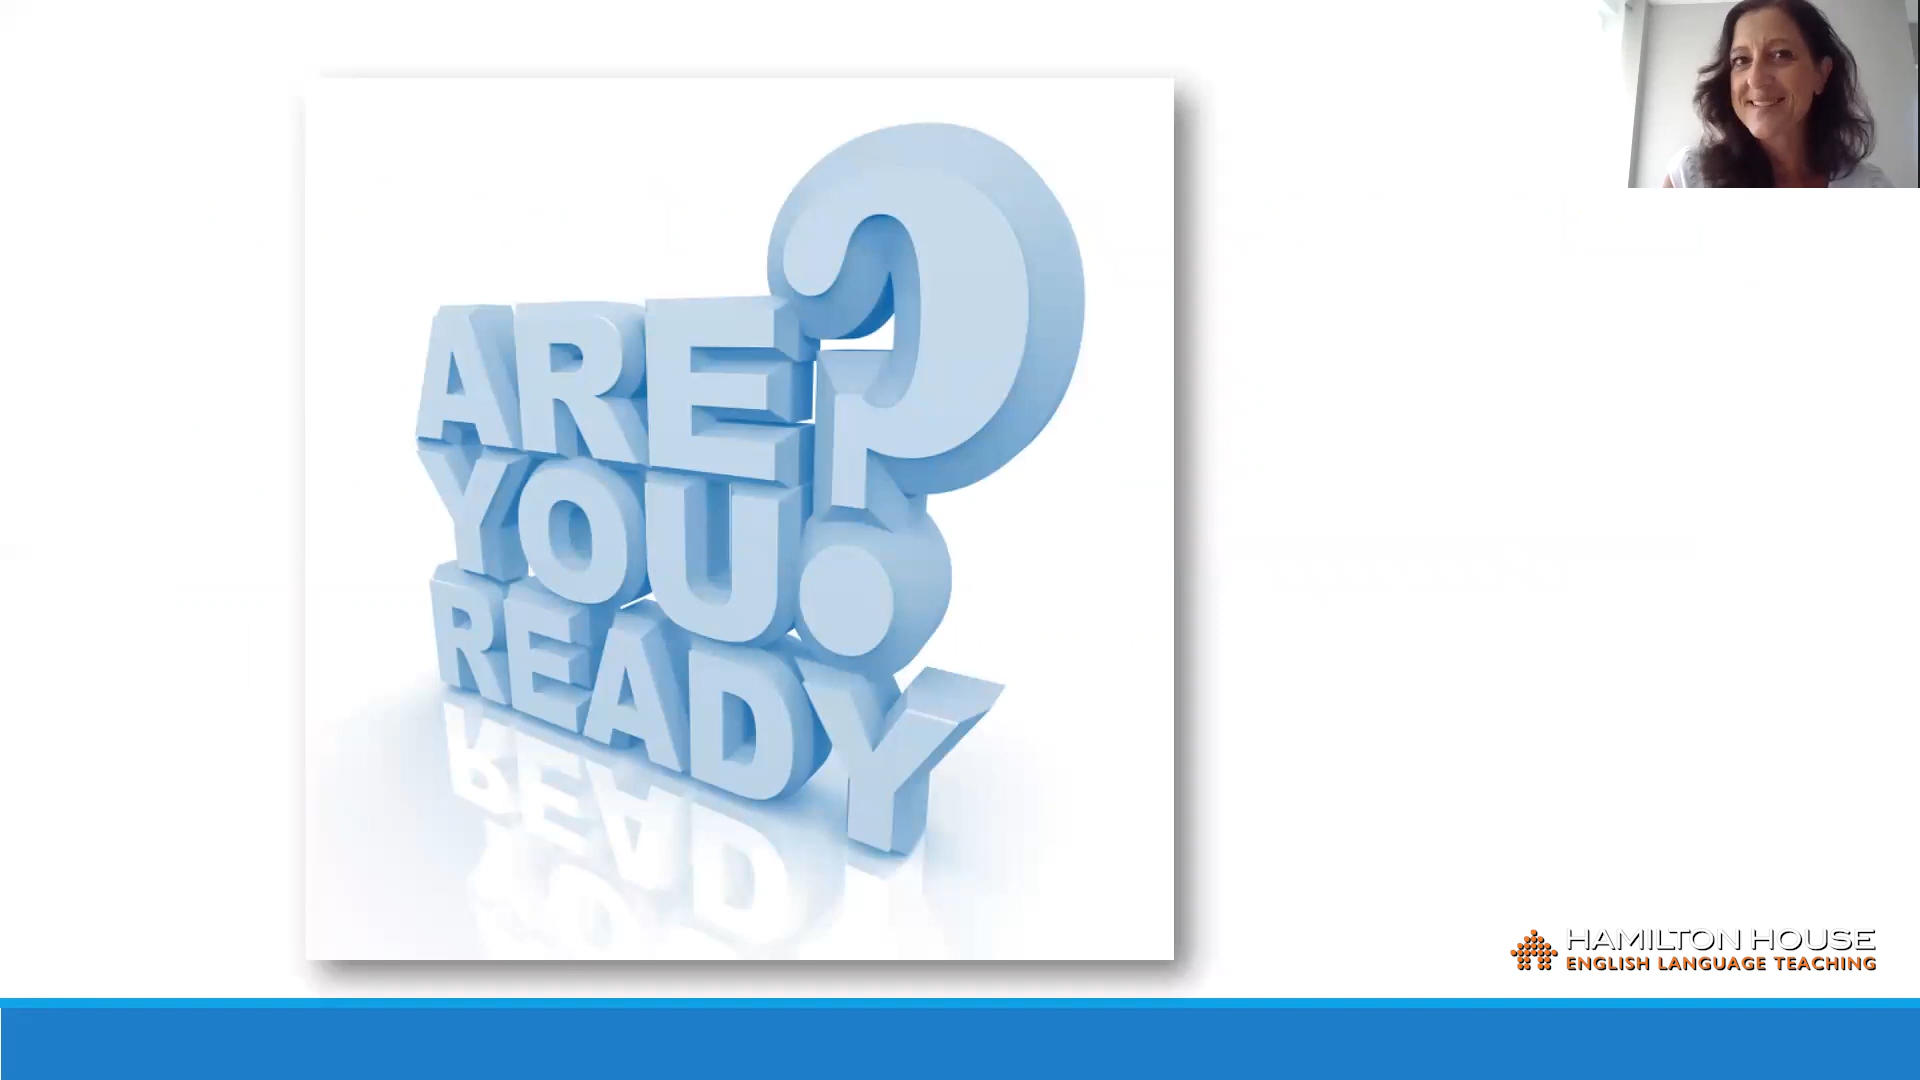 ARE
YOU
READY?
HAMILTON HOUSE
ENGLISH LANGUAGE TEACHING